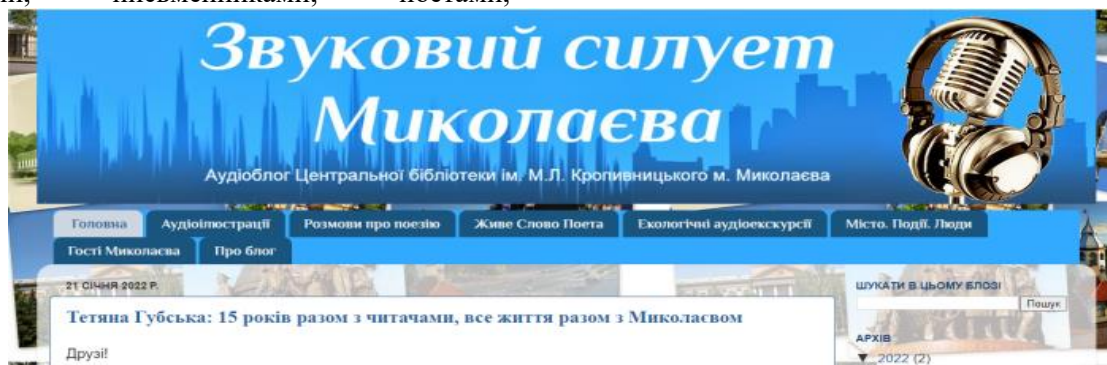 письменниками, поетами,
Звуковий силует
Миколаєва
Аудіоблог Центральної бібліотеки ім. М.Л. Кропивницького м. Миколаєва
Головна Аудіоілюстрації Розмови про поезію Живе Слово Поета Екологічні аудіоекскурсії Місто. Події. Люди
Гості Миколаєва Про блог
21 СІЧНЯ 2022 Р.
ШУКАТИ В ЦЬОМУ БЛОЗІ
Пошук
Тетяна Губська: 15 років разом з читачами, все життя разом з Миколаєвом
АРХІВ
Друзі!
▼ 2022 (2)